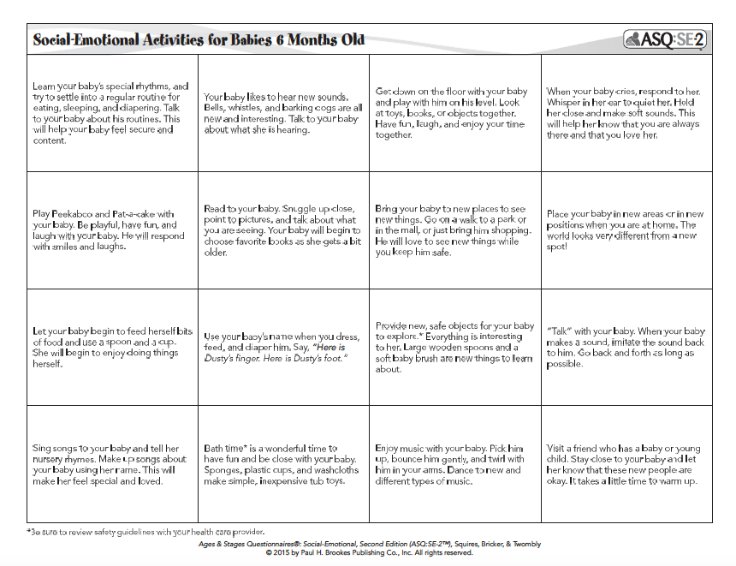 Social-Emotional Activities for Babies 6 Months Old
ASQ:SE2
Learn your baby's special rhythms, and
try to settle into a regular routine for
eating, sleeping, and diapering. Talk
to your baby about his routines. This
will help your baby feel secure and
content.
Your baby likes to hear new sounds.
Bells, whistles, and barking dogs are all
new and interesting. Talk to your baby
about what she is hearing.
Get down on the floor with your baby
and play with him on his level. Look
at toys, books, or objects together.
Have fun, laugh, and enjoy your time
together.
When your baby cries, respond to her.
Whisper in her ear to quiet her. Hold
her close and make soft sounds. This
will help her know that you are always
there and that you love her.
Play Peekaboo and Pat-a-cake with
your baby. Be playful, have fun, and
laugh with your baby. He will respond
with smiles and laughs.
Read to your baby. Snuggle up close,
point to pictures, and talk about what
you are seeing. Your baby will begin to
choose favorite books as she gets a bit
older.
Bring your baby to new places to see
new things. Go on a walk to a park or
in the mall, or just bring him shopping.
He will love to see new things while
you keep him safe.
Place your baby in new areas or in new
positions when you are at home. The
world looks very different from a new
spot!
Let your baby begin to feed herself bits
of food and use a spoon and a cup.
She will begin to enjoy doing things
herself.
Use your baby's name when you dress,
feed, and diaper him. Say, "Here is
Dusty's finger. Here is Dusty's foot."
Provide new, safe objects for your baby
to explore.* Everything is interesting
to her. Large wooden spoons and a
soft baby brush are new things to learn
about.
"Talk" with your baby. When your baby
makes a sound, imitate the sound back
to him. Go back and forth as long as
possible.
Sing songs to your baby and tell her
nursery rhymes. Make up songs about
your baby using her name. This will
make her feel special and loved.
Bath time* is a wonderful time to
have fun and be close with your baby.
Sponges, plastic cups, and washcloths
make simple, inexpensive tub toys.
Enjoy music with your baby. Pick him
up, bounce him gently, and twirl with
him in your arms. Dance to new and
different types of music.
Visit a friend who has a baby or young
child. Stay close to your baby and let
her know that these new people are
okay. It takes a little time to warm up.
*Be sure to review safety guidelines with your health care provider.
Ages & Stages Questionnaires®: Social-Emotional, Second Edition (ASQ:SE-2™), Squires, Bricker, & Twombly
© 2015 by Paul H. Brookes Publishing Co., Inc. All rights reserved.